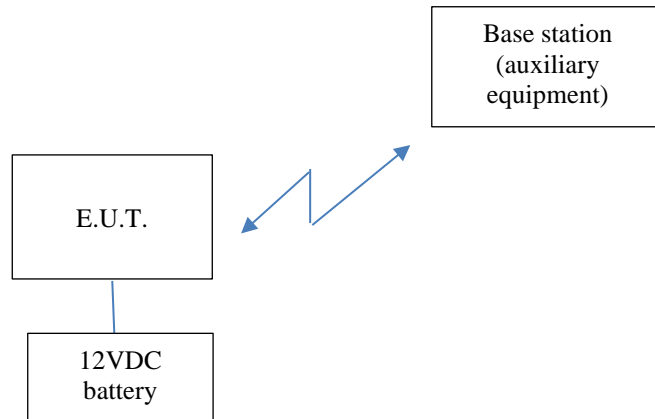 Base station
(auxiliary
equipment)
E.U.T.
12VDC
battery